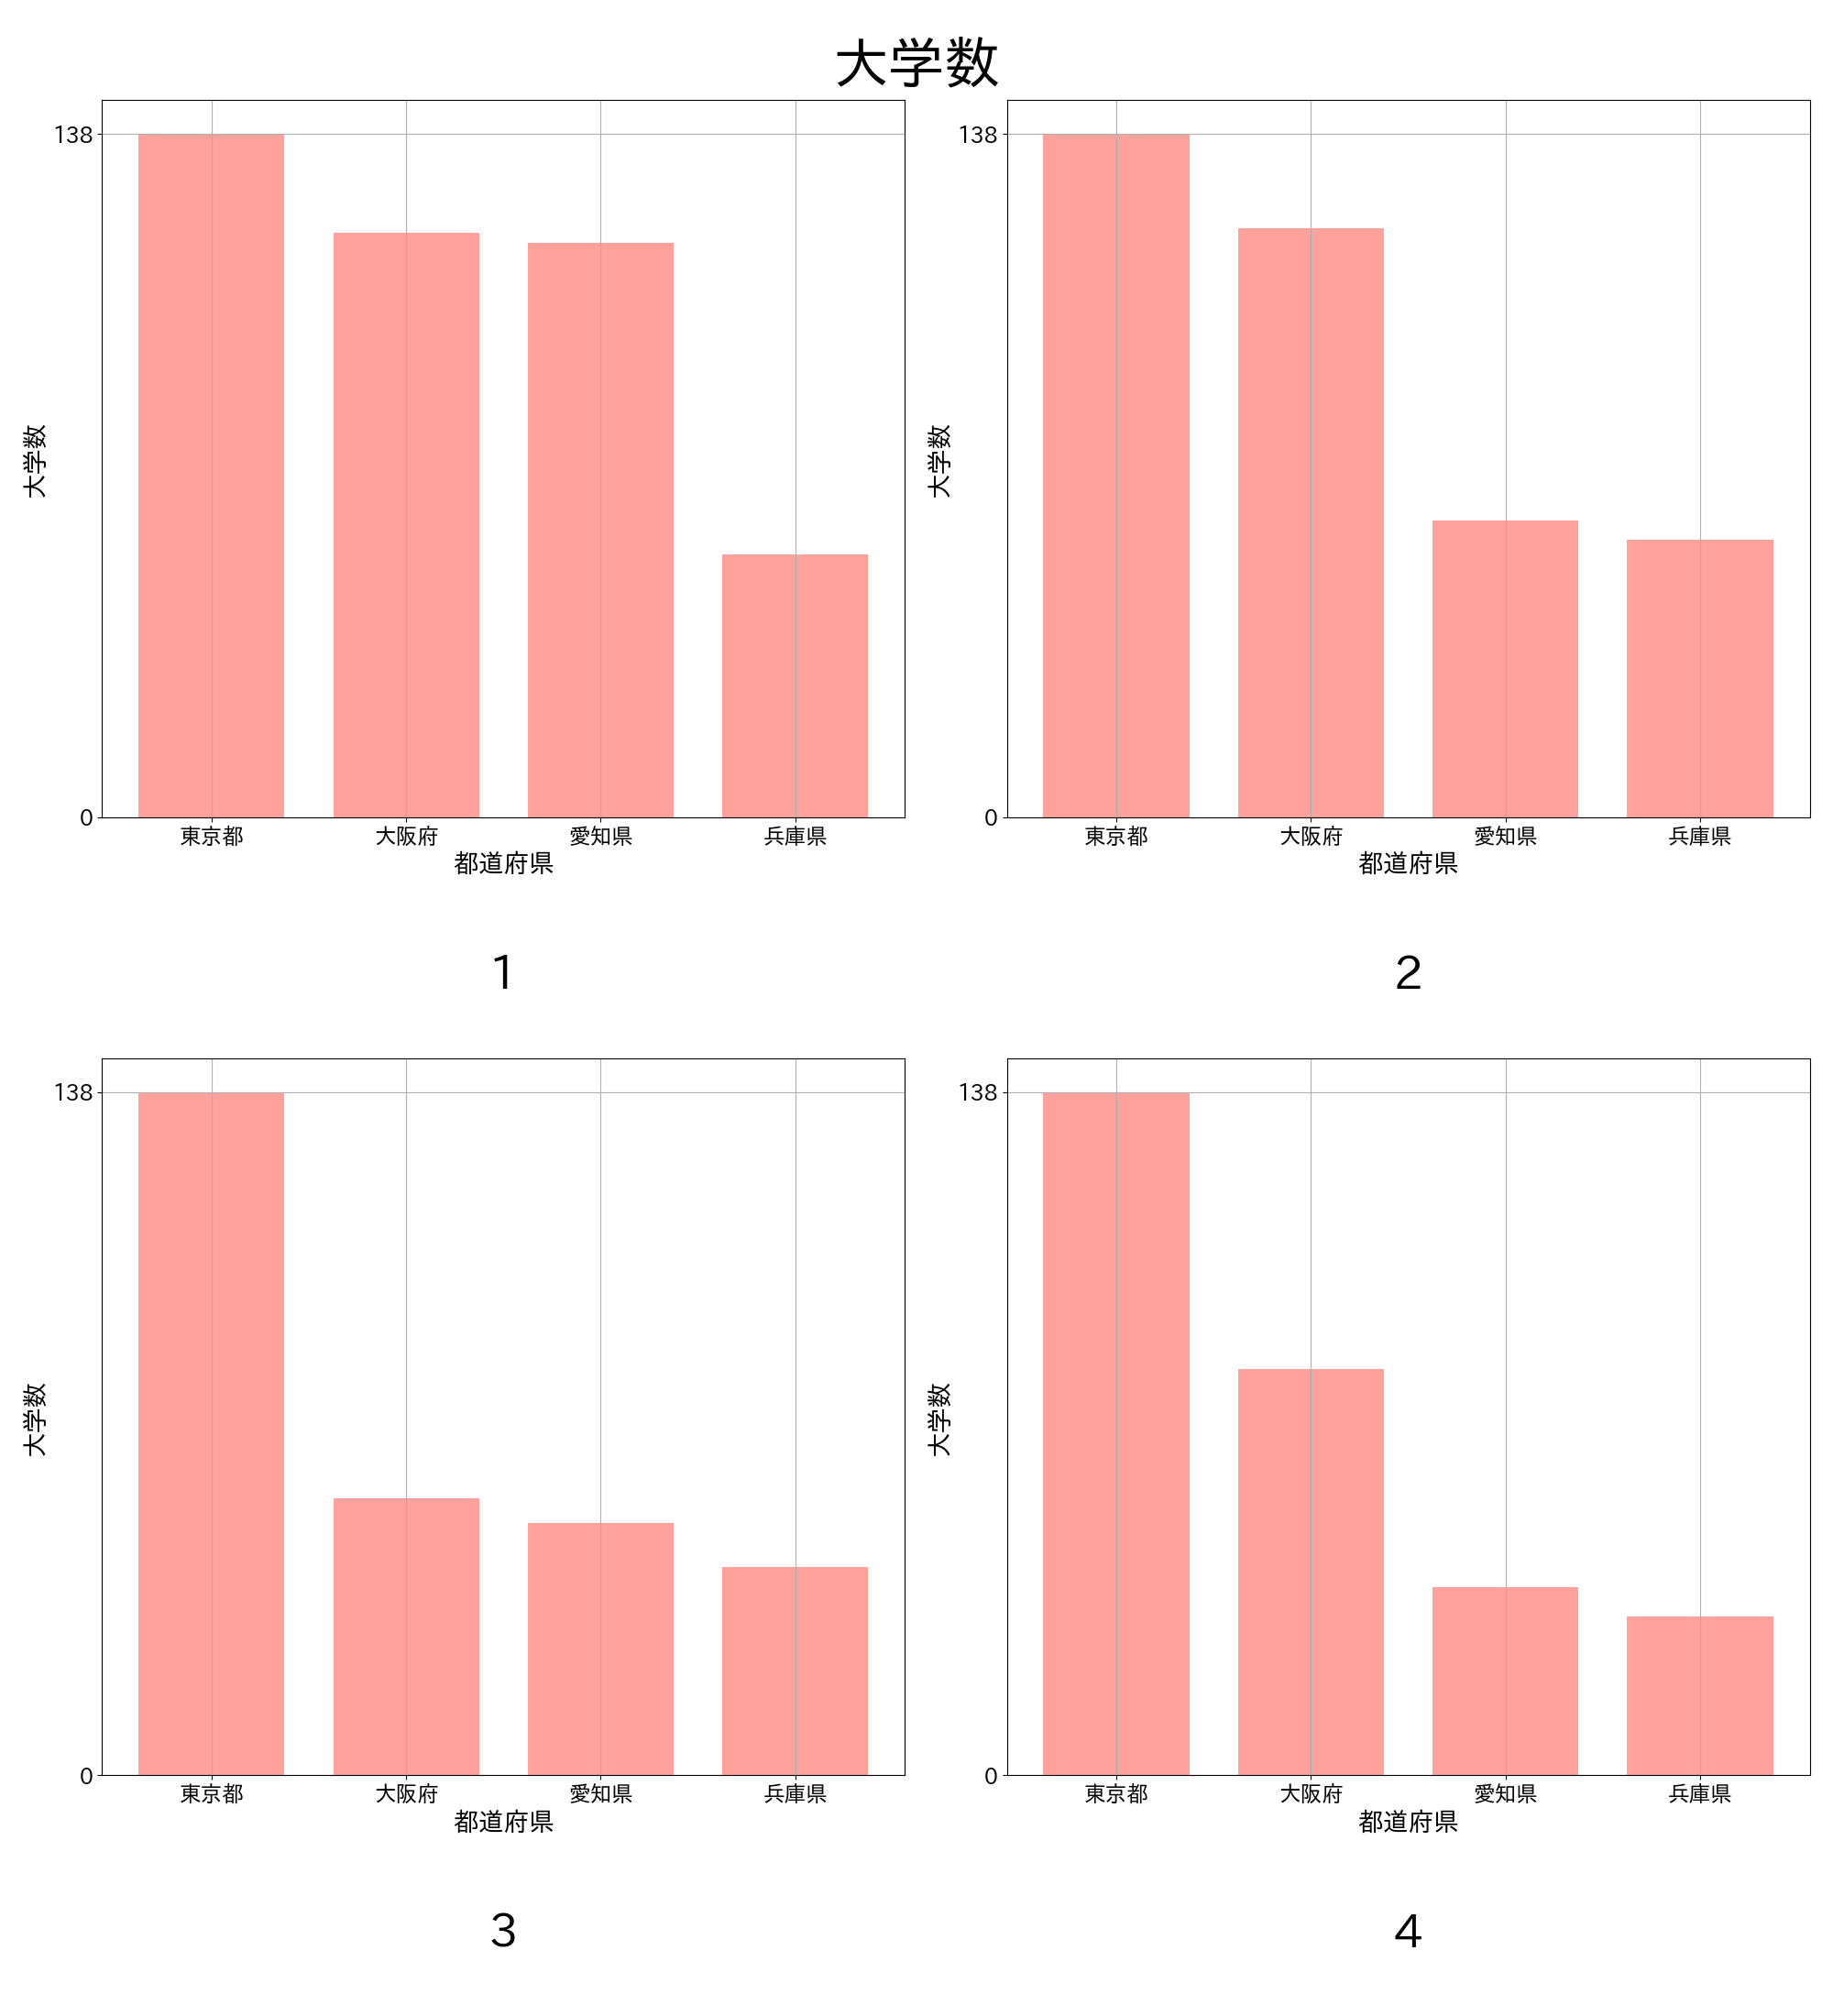 大学数
138
0
大学数
東京都 大阪府 愛知県 兵庫県
都道府県
1
138
0
大学数
東京都 大阪府 愛知県 兵庫県
都道府県
2
138
0
大学数
東京都 大阪府 愛知県 兵庫県
都道府県
3
138
0
大学数
東京都 大阪府 愛知県 兵庫県
都道府県
4